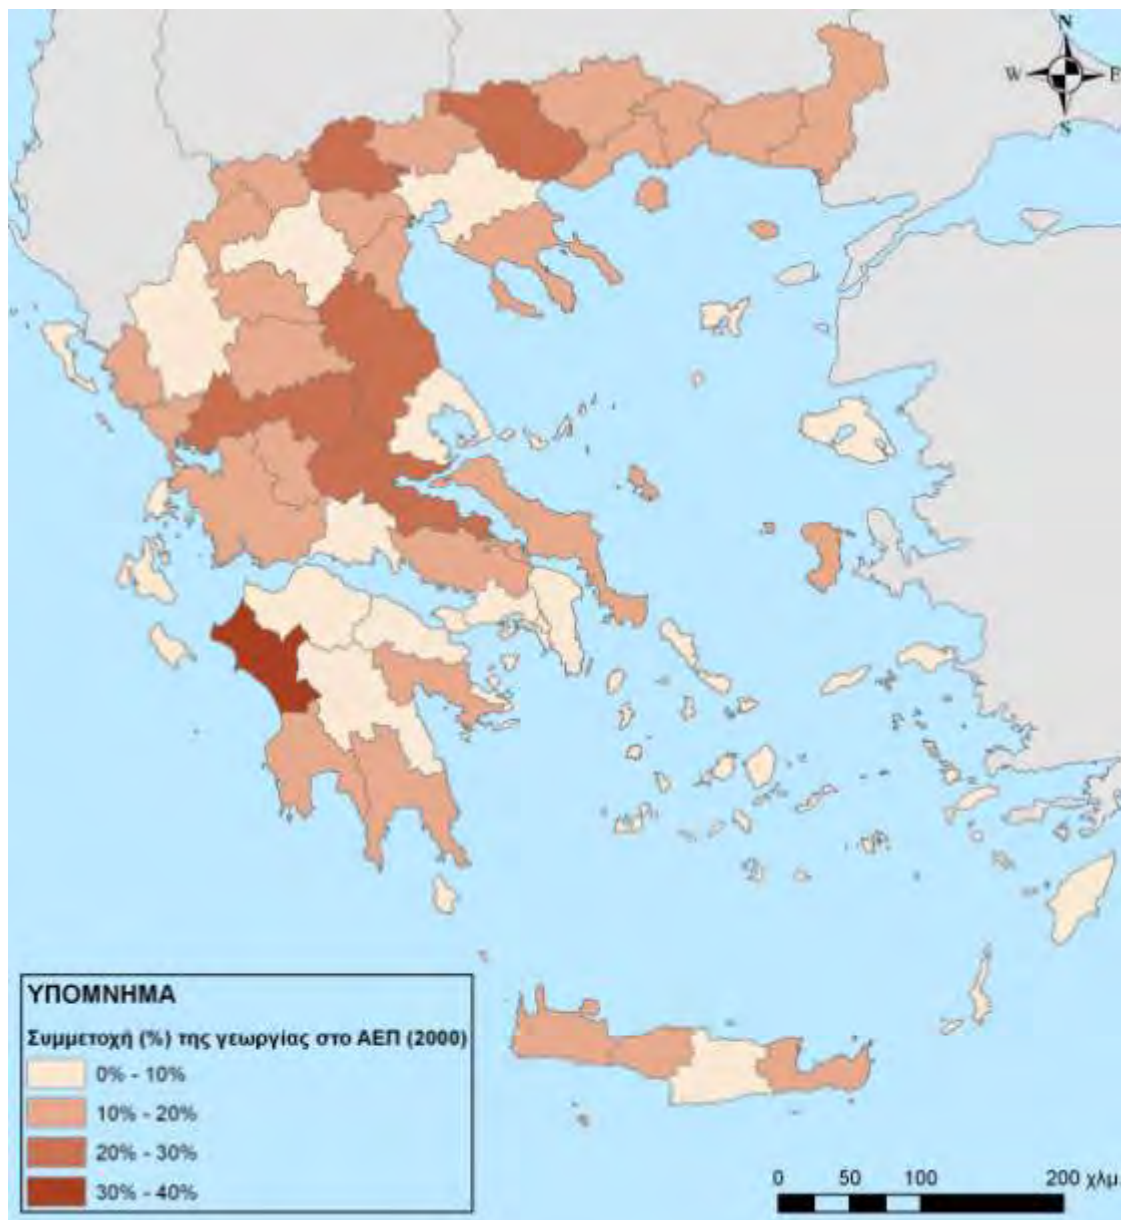 N
W
E
S
ΥΠΟΜΝΗΜΑ
Συμμετοχή (%) της γεωργίας στο ΑΕΠ (2000)
0% - 10%
10% - 20%
20% - 30%
30% - 40%
0 50 100 200 χλμ.